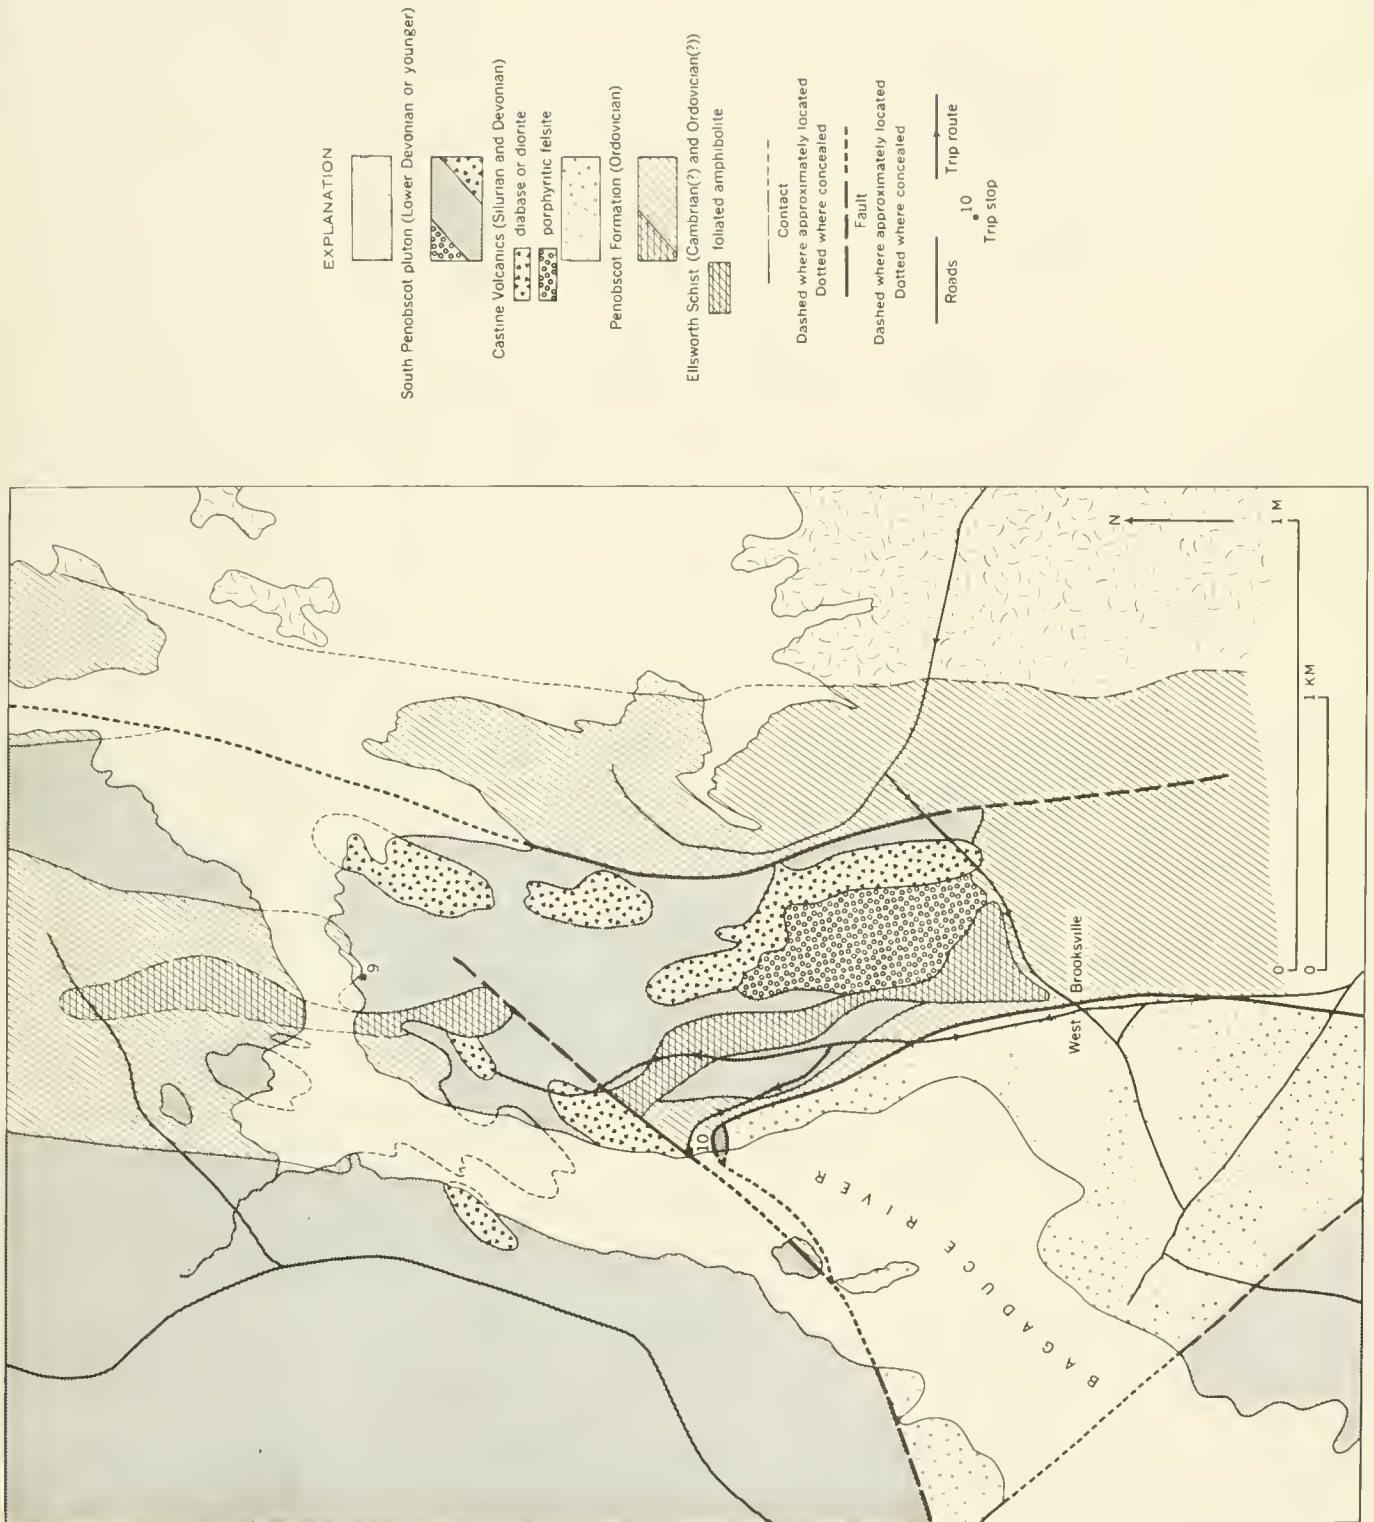 EXPLANATION
South Penobscot pluton (Lower Devonian or younger)
Castine Volcanics (Silurian and Devonian)
diabase or diorite
porphyritic felsite
Penobscot Formation (Ordovician)
Ellsworth Schist (Cambrian(?) and Ordovician(?))
foliated amphibolite
Contact
Dashed where approximately located
Dotted where concealed
Fault
Dashed where approximately located
Dotted where concealed
Roads
10
Trip stop
Trip route
9
10
West Brooksville
BAGADUCE RIVER
N
0 1 M
0 1 KM